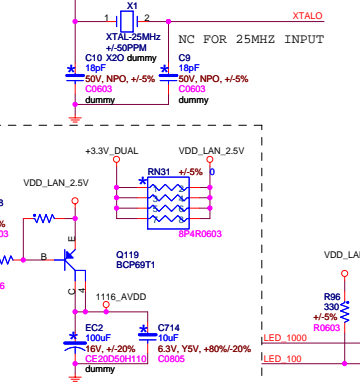 X1
1
2
XTALO
XTAL-25MHz
+/-50PPM
X2O dummy
NC FOR 25MHZ INPUT
C10
18pF
50V, NPO, +/-5%
C0603
dummy
C9
18pF
50V, NPO, +/-5%
C0603
dummy
+3.3V_DUAL
VDD_LAN_2.5V
RN31 +/-5% 0
8P4R0603
VDD_LAN_2.5V
B
E
C
4
Q119
BCP69T1
1116_AVDD
EC2
100uF
16V, +/-20%
CE20D50H110
dummy
C714
10uF
6.3V, Y5V, +80%/-20%
C0805
VDD_LA
R96
330
+/-5%
R0603
LED_1000
LED_100